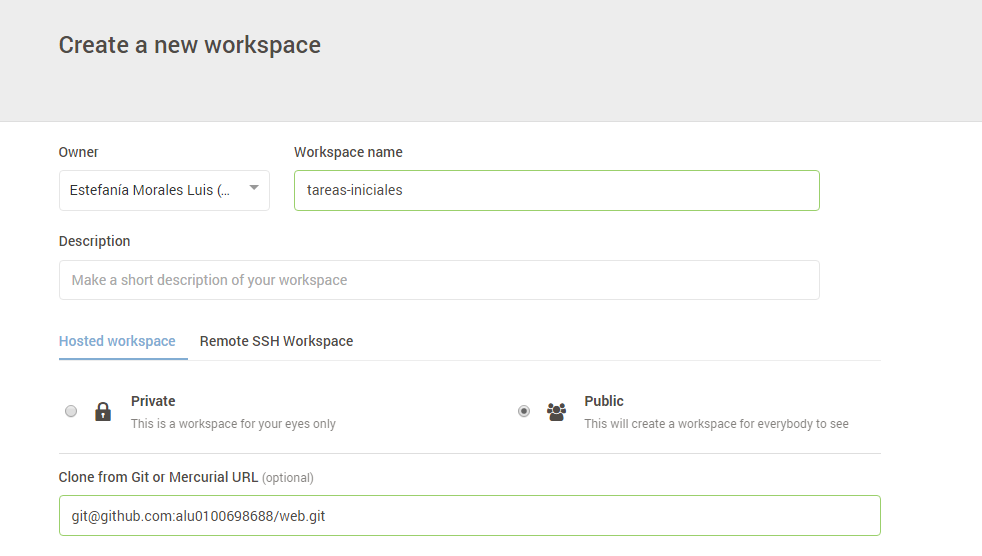 Create a new workspace
Owner
Workspace name
Estefanía Morales Luis (...
tareas-iniciales
Description
Make a short description of your workspace
Hosted workspace
Remote SSH Workspace
Private
This is a workspace for your eyes only
Public
This will create a workspace for everybody to see
Clone from Git or Mercurial URL (optional)
git@github.com:alu0100698688/web.git